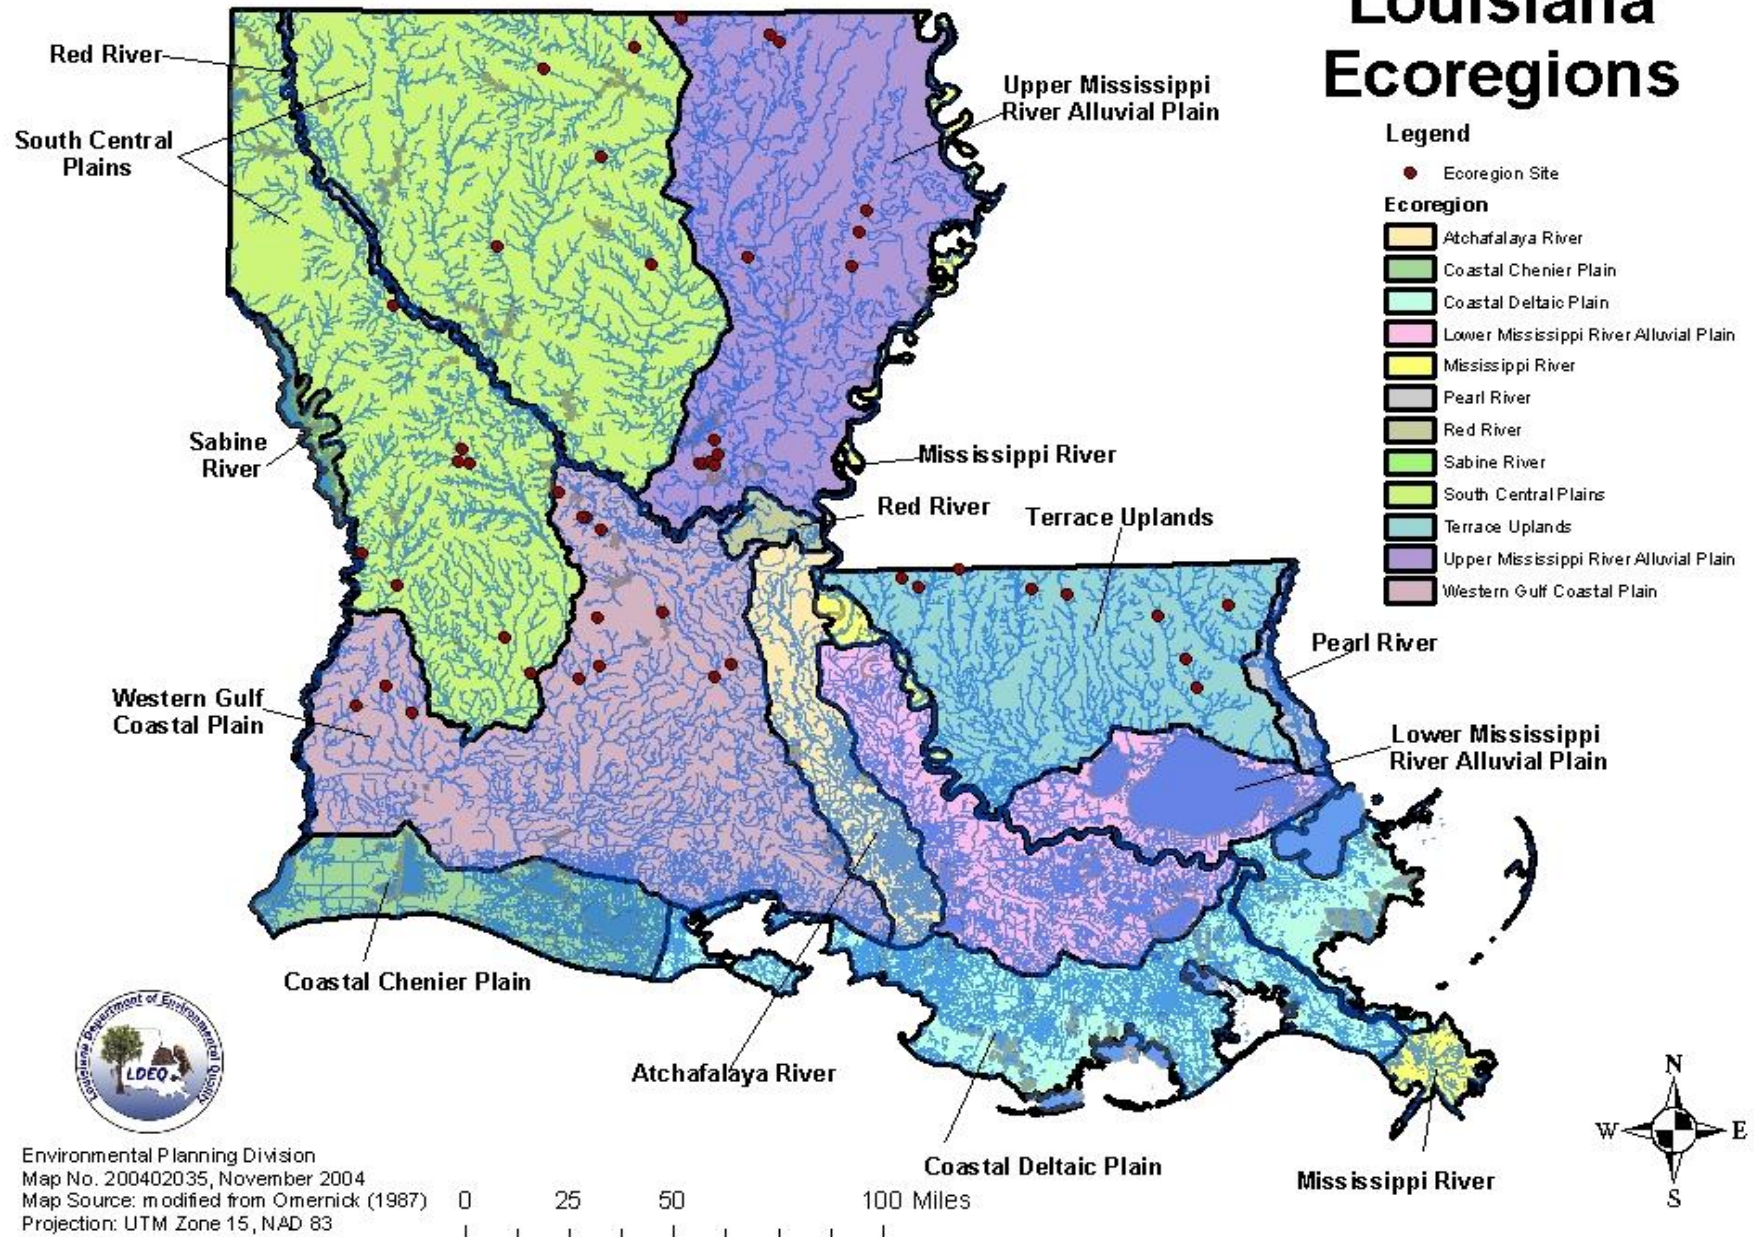 Louisiana
Ecoregions
Legend
Ecoregion Site
Ecoregion
Atchafalaya River
Coastal Chenier Plain
Coastal Deltaic Plain
Lower Mississippi River Alluvial Plain
Mississippi River
Pearl River
Red River
Sabine River
South Central Plains
Terrace Uplands
Upper Mississippi River Alluvial Plain
Western Gulf Coastal Plain
Red River
South Central
Plains
Upper Mississippi
River Alluvial Plain
Sabine
River
Mississippi River
Red River
Terrace Uplands
Pearl River
Western Gulf
Coastal Plain
Lower Mississippi
River Alluvial Plain
Coastal Chenier Plain
Atchafalaya River
Coastal Deltaic Plain
Mississippi River
Louisiana Department of Environmental Quality
LDEQ
Environmental Planning Division
Map No. 200402035, November 2004
Map Source: modified from Omernick (1987)
Projection: UTM Zone 15, NAD 83
0 25 50 100 Miles
N
W E
S